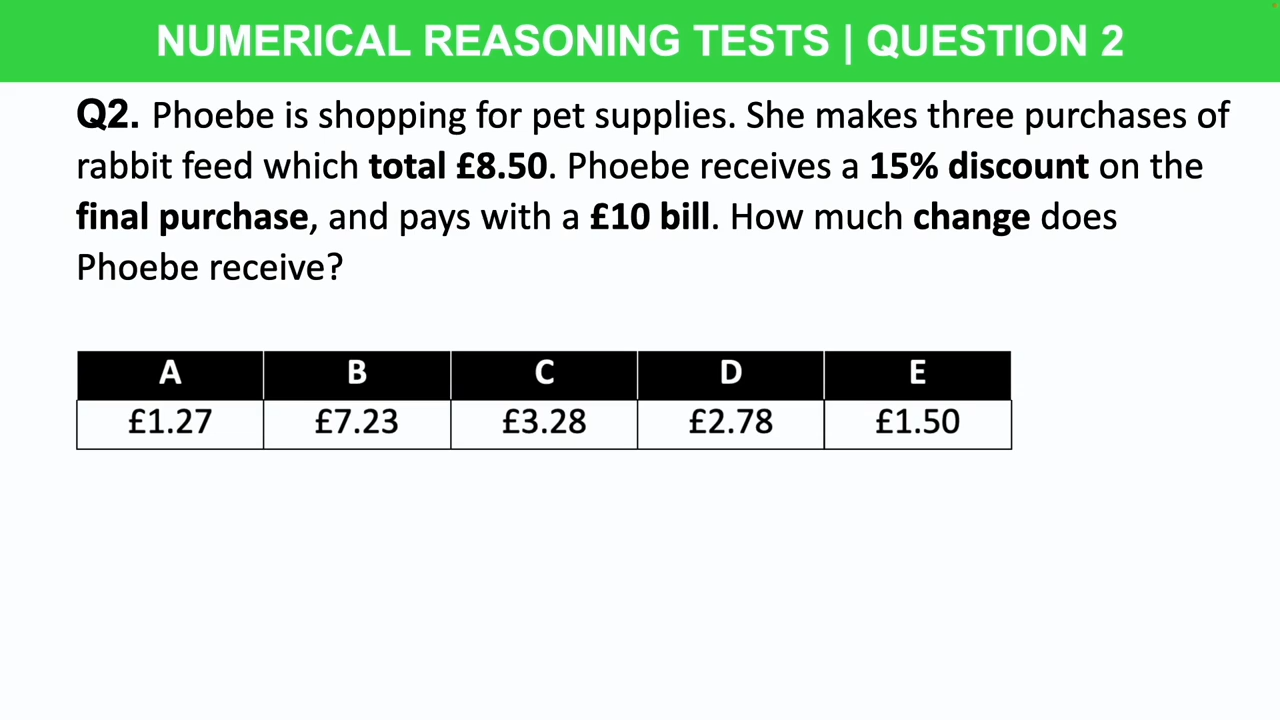 NUMERICAL REASONING TESTS | QUESTION 2
Q2. Phoebe is shopping for pet supplies. She makes three purchases of
rabbit feed which total £8.50. Phoebe receives a 15% discount on the
final purchase, and pays with a £10 bill. How much change does
Phoebe receive?
A B C D E
£1.27 £7.23 £3.28 £2.78 £1.50